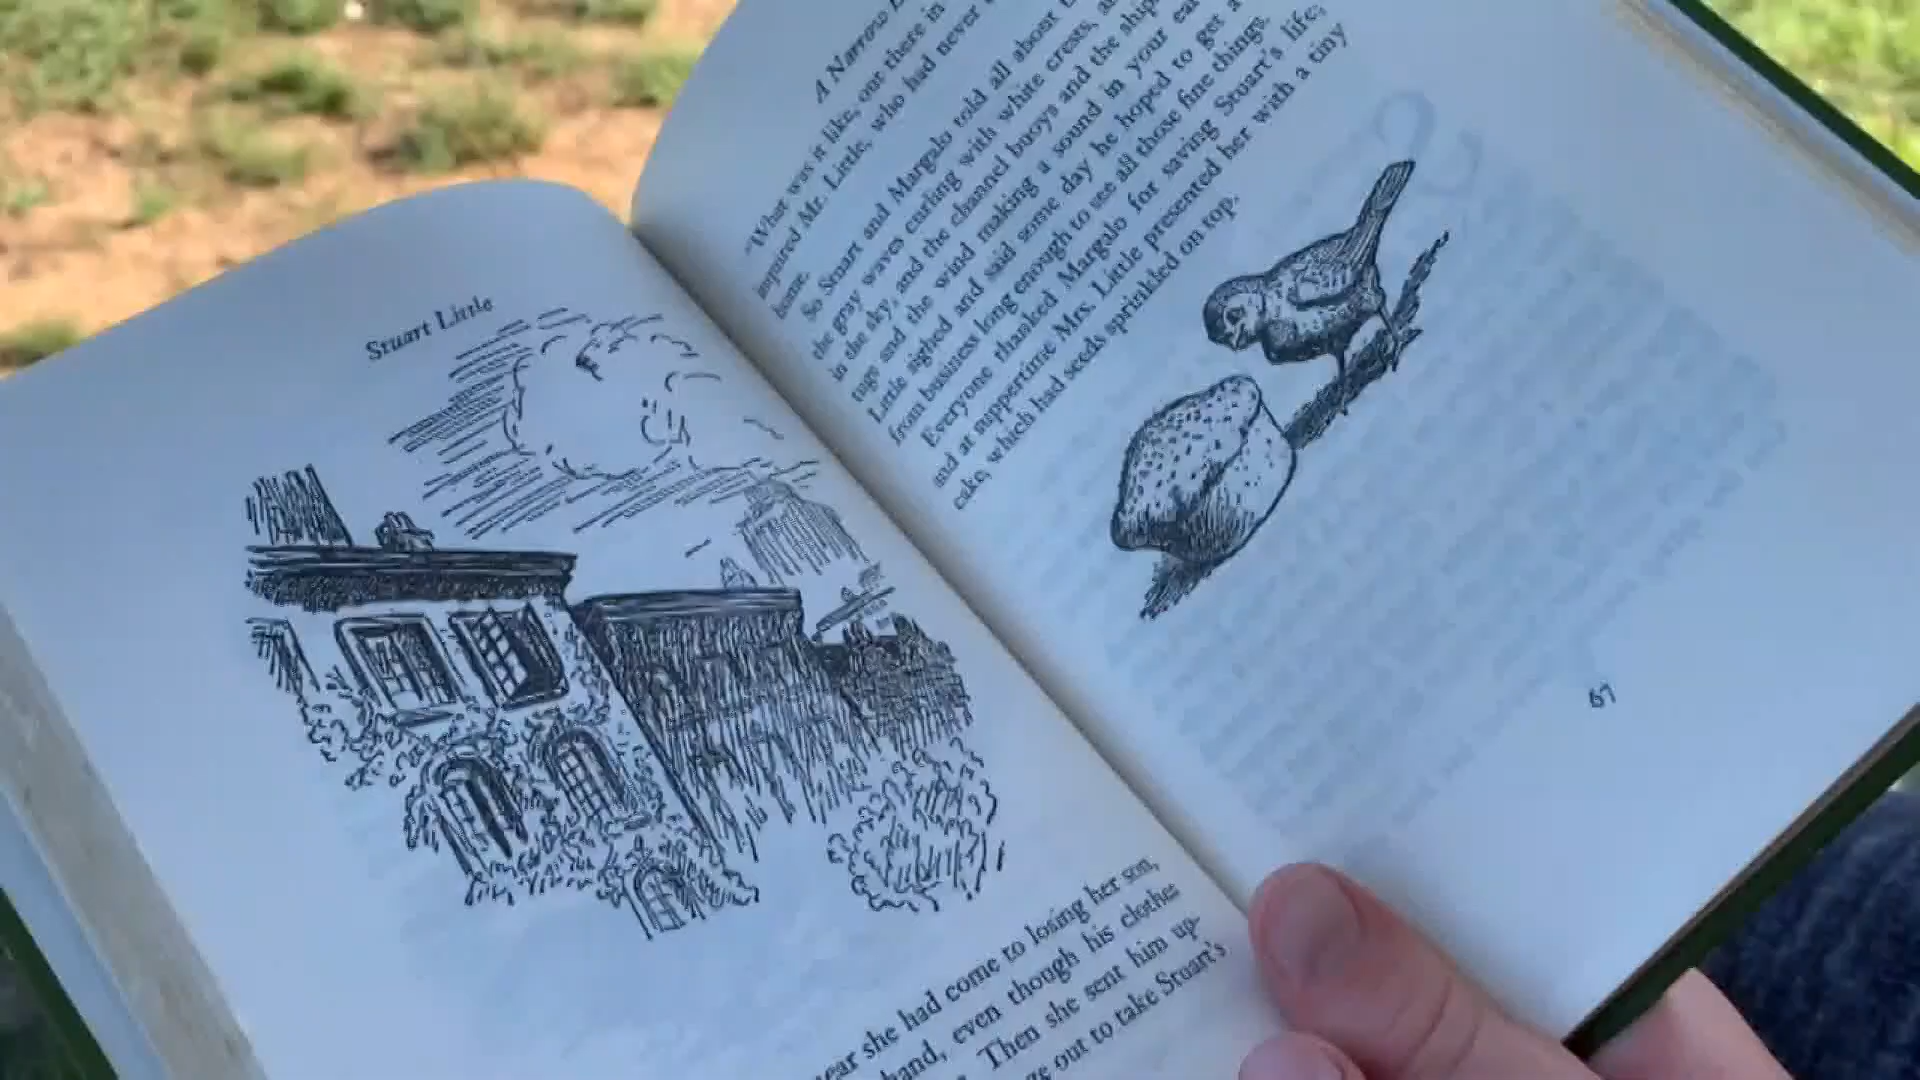 Stuart Little
near she had come to losing her son,
hand, even though his clothes
Then she sent him up-
out to take Stuart's
A Narrow
"What was it like, out there in
inquired Mr. Little, who had never
home.
So Stuart and Margalo told all about
the gray waves curling with white crests,
in the sky, and the channel buoys and the ship
tugs and the wind making a sound in your
Little sighed and said some day he hoped to get a
from business long enough to see all those fine things.
Everyone thanked Margalo for saving Stuart's life;
and at suppertime Mrs. Little presented her with a tiny
cake, which had seeds sprinkled on top.
67